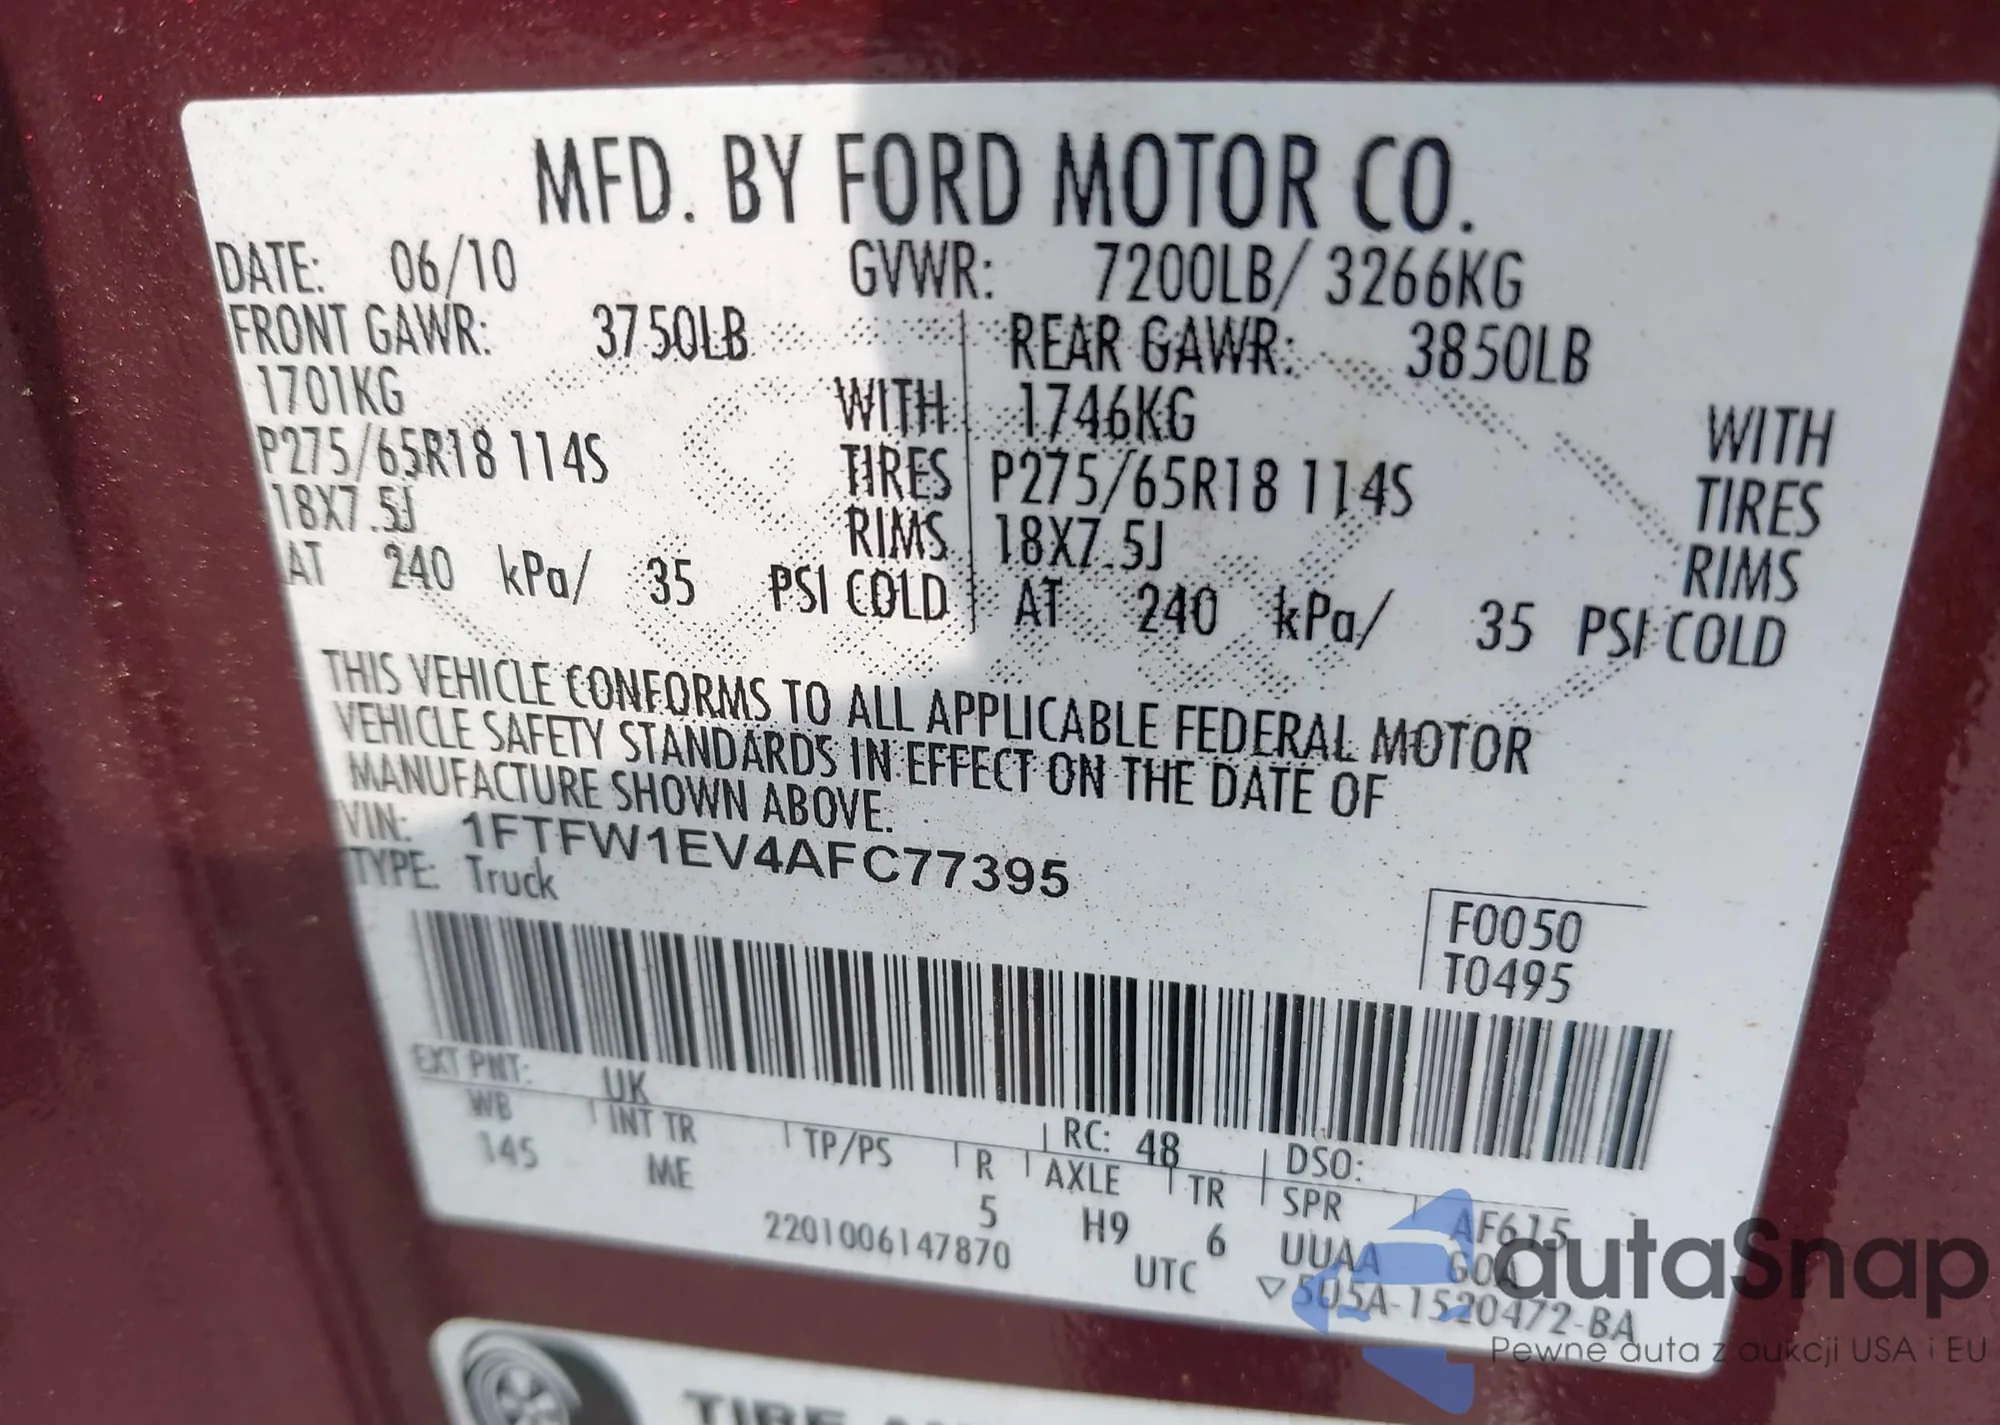 MFD. BY FORD MOTOR CO.
DATE: 06/10 GVWR: 7200LB/ 3266KG
FRONT GAWR: 3750LB REAR GAWR: 3850LB
1701KG WITH 1746KG WITH
P275/65R18 114S TIRES P275/65R18 114S TIRES
18X7.5J RIMS 18X7.5J RIMS
AT 240 kPa/ 35 PSI COLD AT 240 kPa/ 35 PSI COLD
THIS VEHICLE CONFORMS TO ALL APPLICABLE FEDERAL MOTOR
VEHICLE SAFETY STANDARDS IN EFFECT ON THE DATE OF
MANUFACTURE SHOWN ABOVE.
VIN: 1FTFW1EV4AFC77395
TYPE: Truck
F0050
T0495
EXT PNT: UK RC: 48 DSO:
WB INT TR TP/PS R AXLE TR SPR AF615
145 ME 5 H9 6 UUAA G0A
2201006147870 UTC ▽5U5A-1520472-BA
autaSnap
Pewne auta z aukcji USA i EU
TIRE